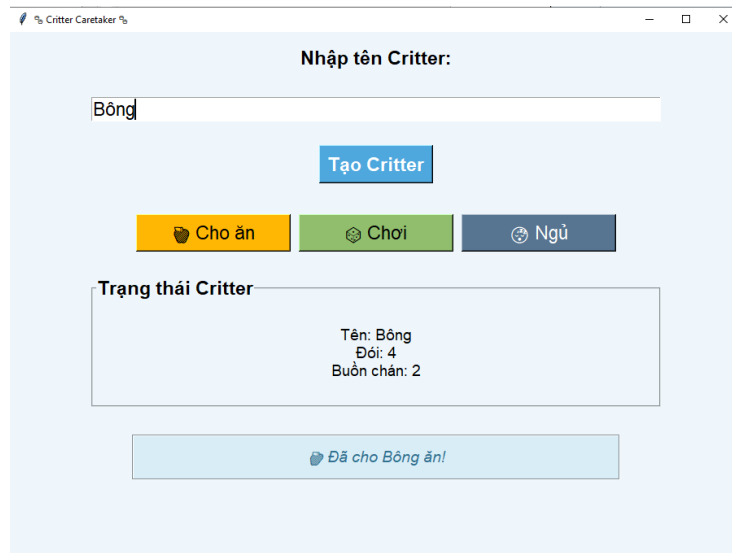 Critter Caretaker
Nhập tên Critter:
Bông
Tạo Critter
Cho ăn
Chơi
Ngủ
Trạng thái Critter
Tên: Bông
Đói: 4
Buồn chán: 2
Đã cho Bông ăn!